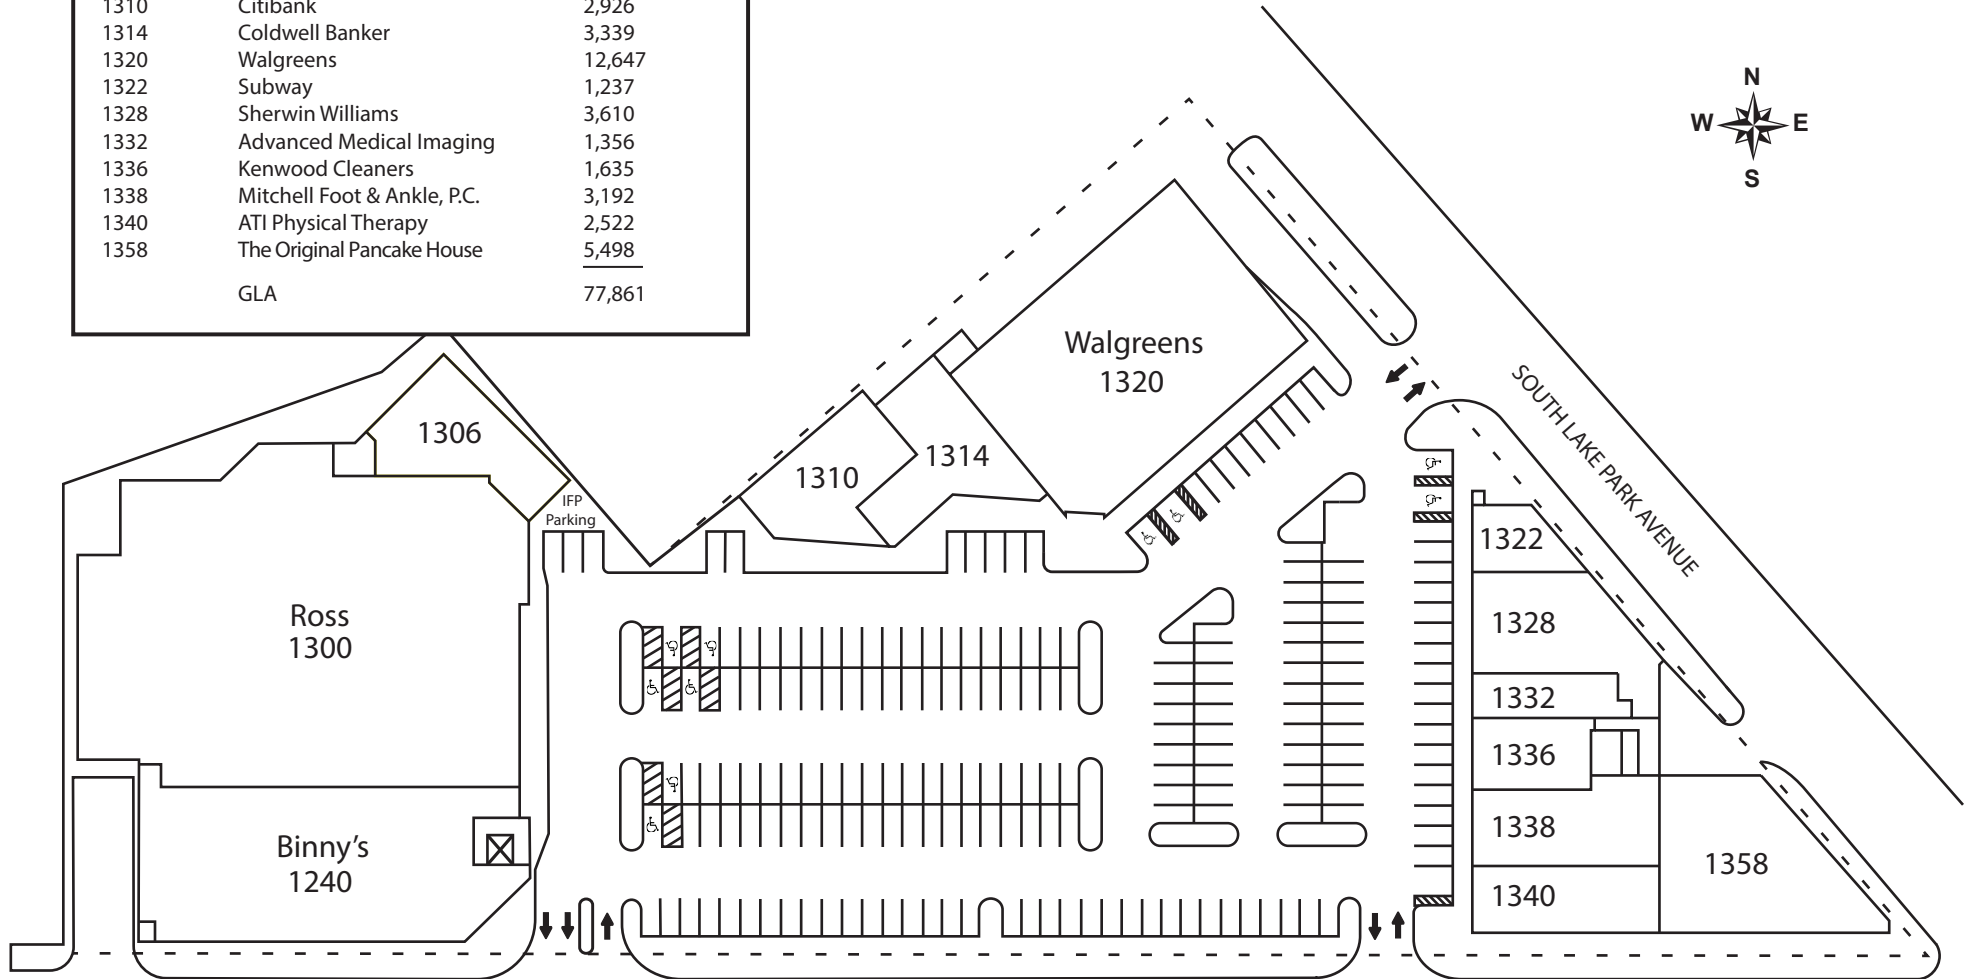 1310 Citibank 2,926
1314 Coldwell Banker 3,339
1320 Walgreens 12,647
1322 Subway 1,237
1328 Sherwin Williams 3,610
1332 Advanced Medical Imaging 1,356
1336 Kenwood Cleaners 1,635
1338 Mitchell Foot & Ankle, P.C. 3,192
1340 ATI Physical Therapy 2,522
1358 The Original Pancake House 5,498
GLA 77,861
N
W E
S
Walgreens
1320
SOUTH LAKE PARK AVENUE
1306
1310
1314
IFP
Parking
Ross
1300
1322
1328
1332
1336
1338
1340
1358
Binny's
1240